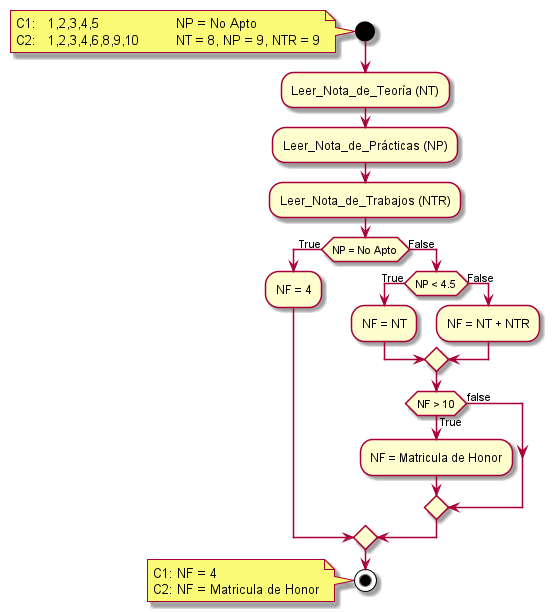 C1: 1,2,3,4,5 NP = No Apto
C2: 1,2,3,4,6,8,9,10 NT = 8, NP = 9, NTR = 9
Leer_Nota_de_Teoría (NT)
Leer_Nota_de_Prácticas (NP)
Leer_Nota_de_Trabajos (NTR)
True NP = No Apto False
NF = 4
True NP < 4.5 False
NF = NT NF = NT + NTR
NF > 10 false
True
NF = Matricula de Honor
C1: NF = 4
C2: NF = Matricula de Honor